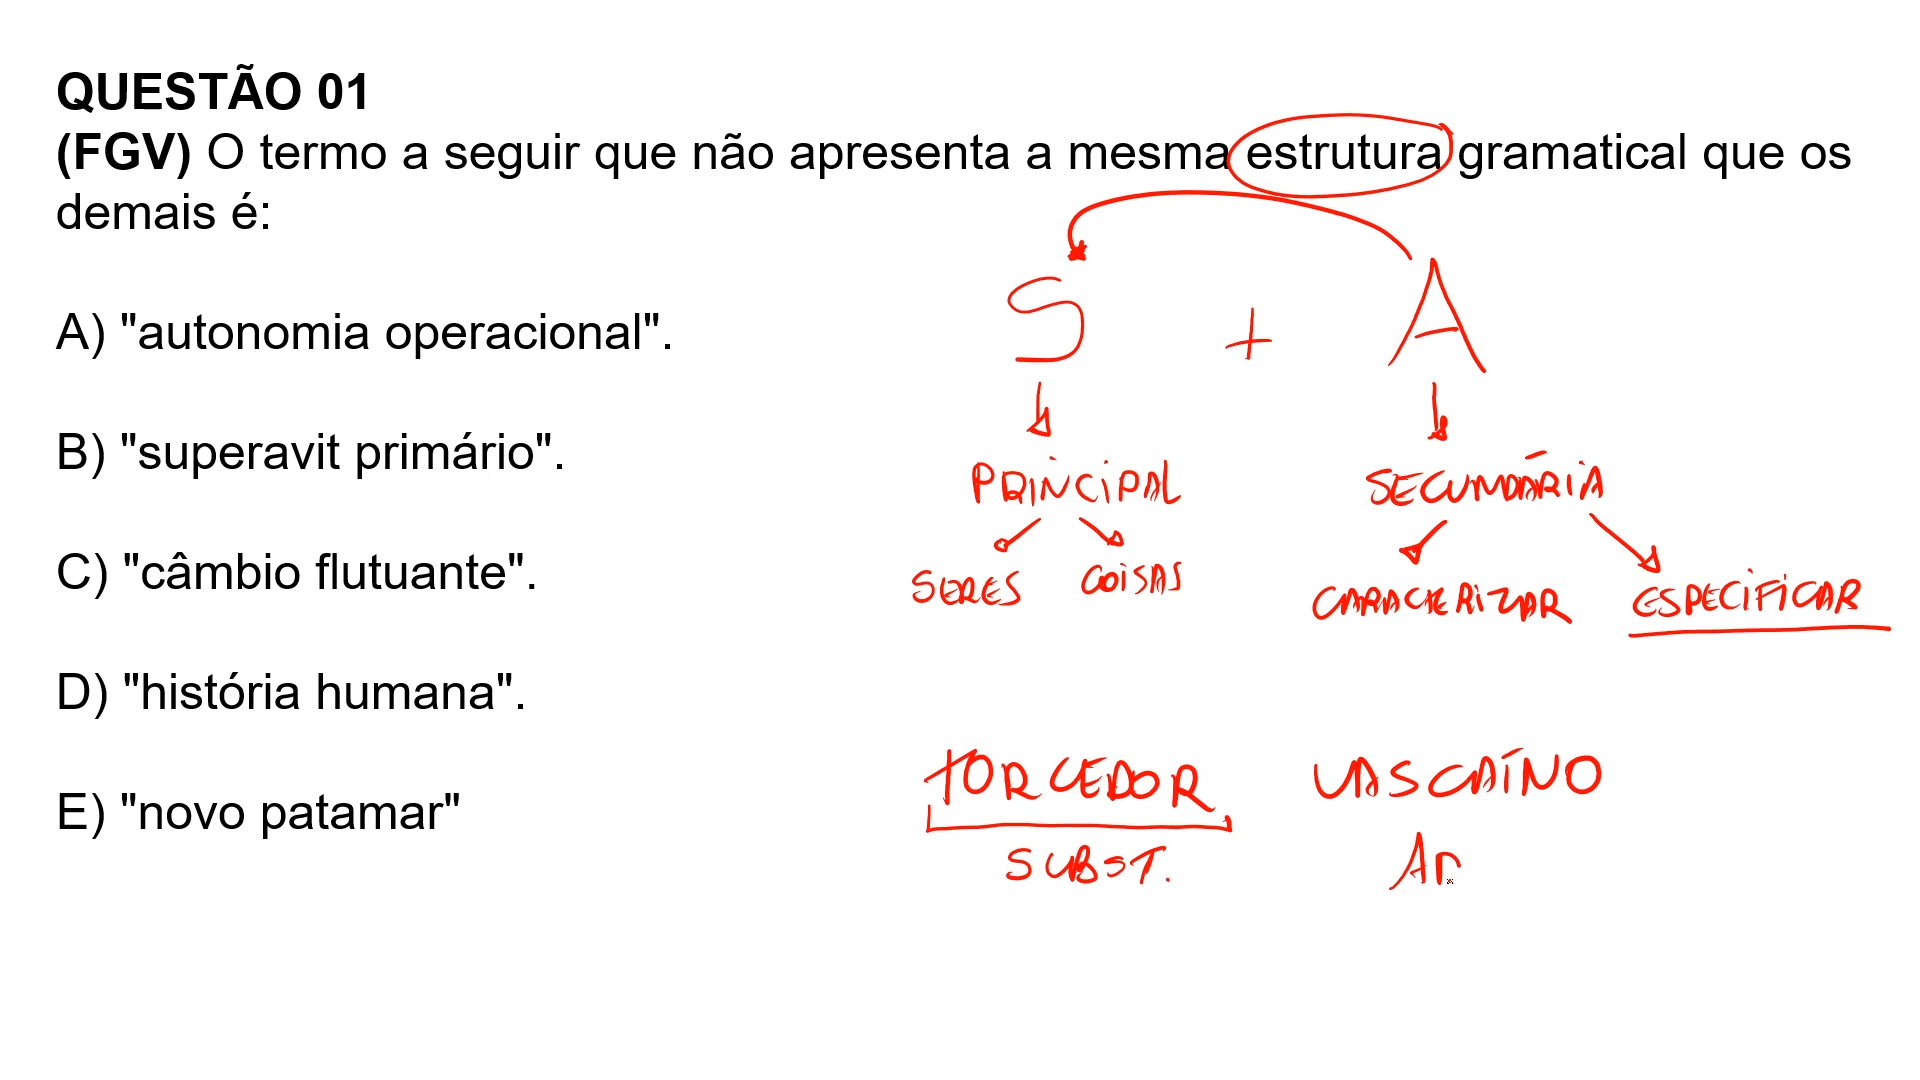 QUESTÃO 01
(FGV) O termo a seguir que não apresenta a mesma estrutura gramatical que os
demais é:
A) "autonomia operacional".
B) "superavit primário".
C) "câmbio flutuante".
D) "história humana".
E) "novo patamar"
S + A
PRINCIPAL SECUNDÁRIA
SERES COISAS CARACTERIZAR ESPECIFICAR
TORCEDOR VASCAÍNO
SUBST.